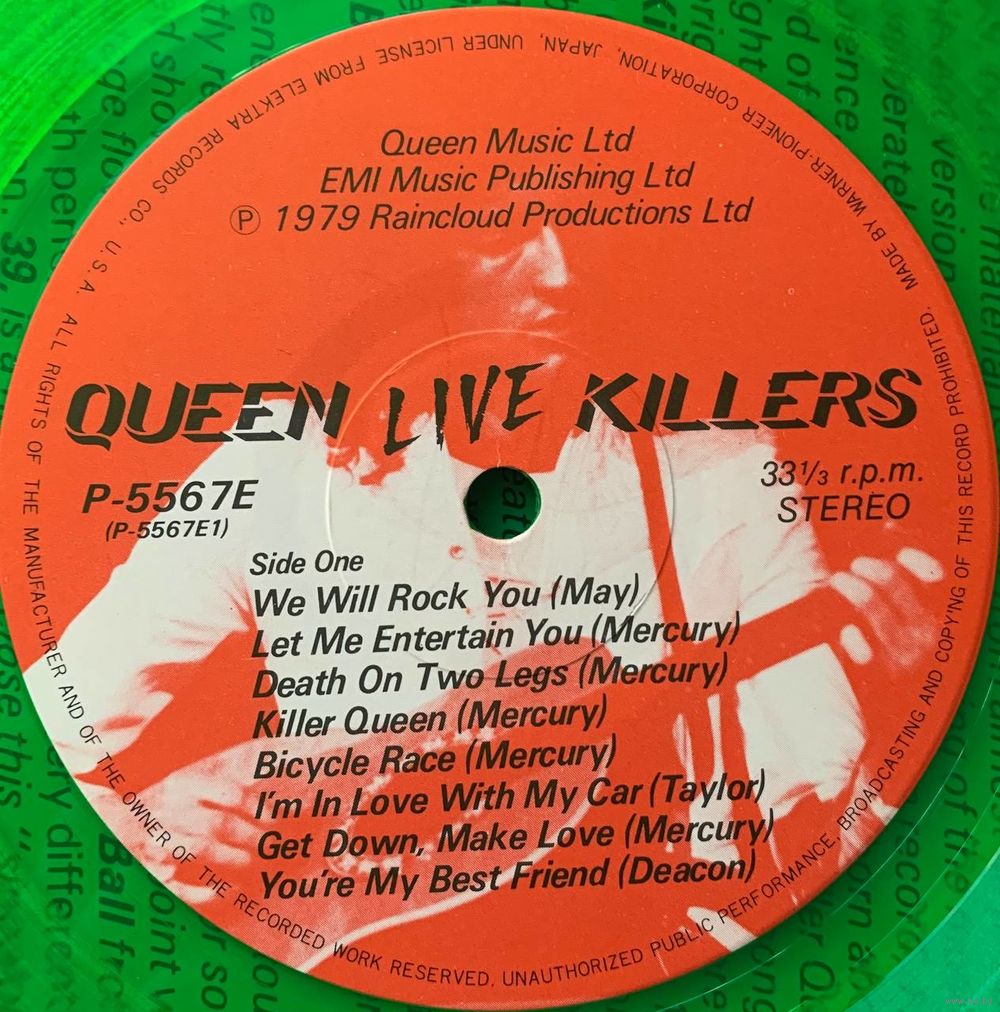 Queen Music Ltd
EMI Music Publishing Ltd
Ⓟ 1979 Raincloud Productions Ltd
QUEEN LIVE KILLERS
P-5567E
(P-5567E1)
33 1/3 r.p.m.
STEREO
Side One
We Will Rock You (May)
Let Me Entertain You (Mercury)
Death On Two Legs (Mercury)
Killer Queen (Mercury)
Bicycle Race (Mercury)
I'm In Love With My Car (Taylor)
Get Down, Make Love (Mercury)
You're My Best Friend (Deacon)
MADE BY WARNER-PIONEER CORPORATION, JAPAN, UNDER LICENSE FROM ELEKTRA RECORDS CO., U.S.A. ALL RIGHTS OF THE MANUFACTURER AND OF THE OWNER OF THE RECORDED WORK RESERVED. UNAUTHORIZED PUBLIC PERFORMANCE, BROADCASTING AND COPYING OF THIS RECORD PROHIBITED.